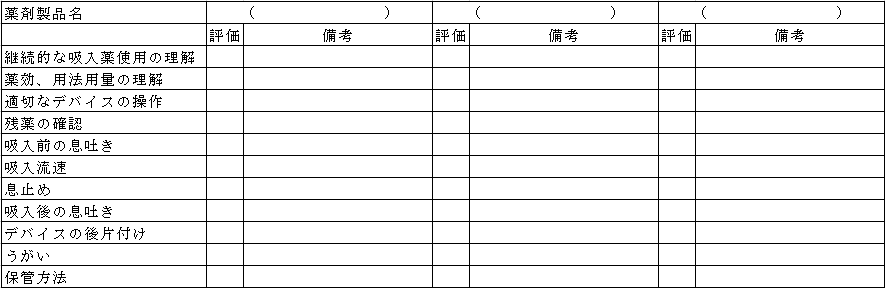 薬剤製品名 （　　　　　　　　） （　　　　　　　　） （　　　　　　　　）
評価 備考 評価 備考 評価 備考
継続的な吸入薬使用の理解
薬効、用法用量の理解
適切なデバイスの操作
残薬の確認
吸入前の息吐き
吸入流速
息止め
吸入後の息吐き
デバイスの後片付け
うがい
保管方法